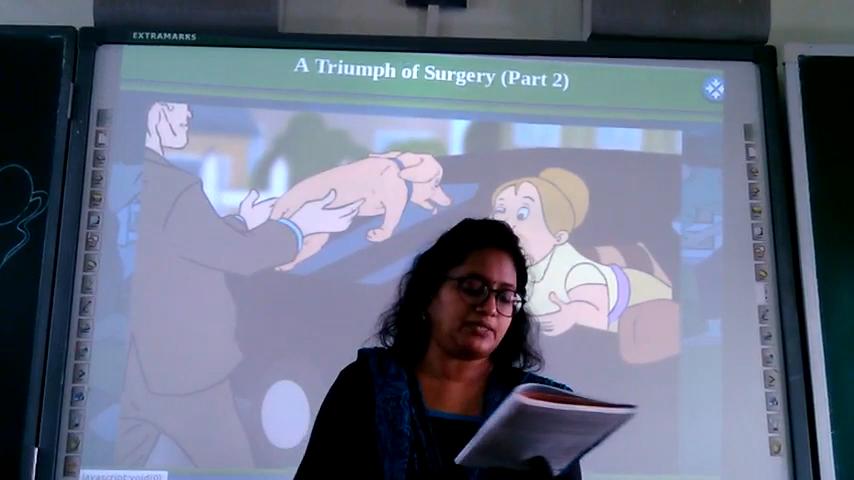 EXTRAMARKS
A Triumph of Surgery (Part 2)
javascript:void(0)